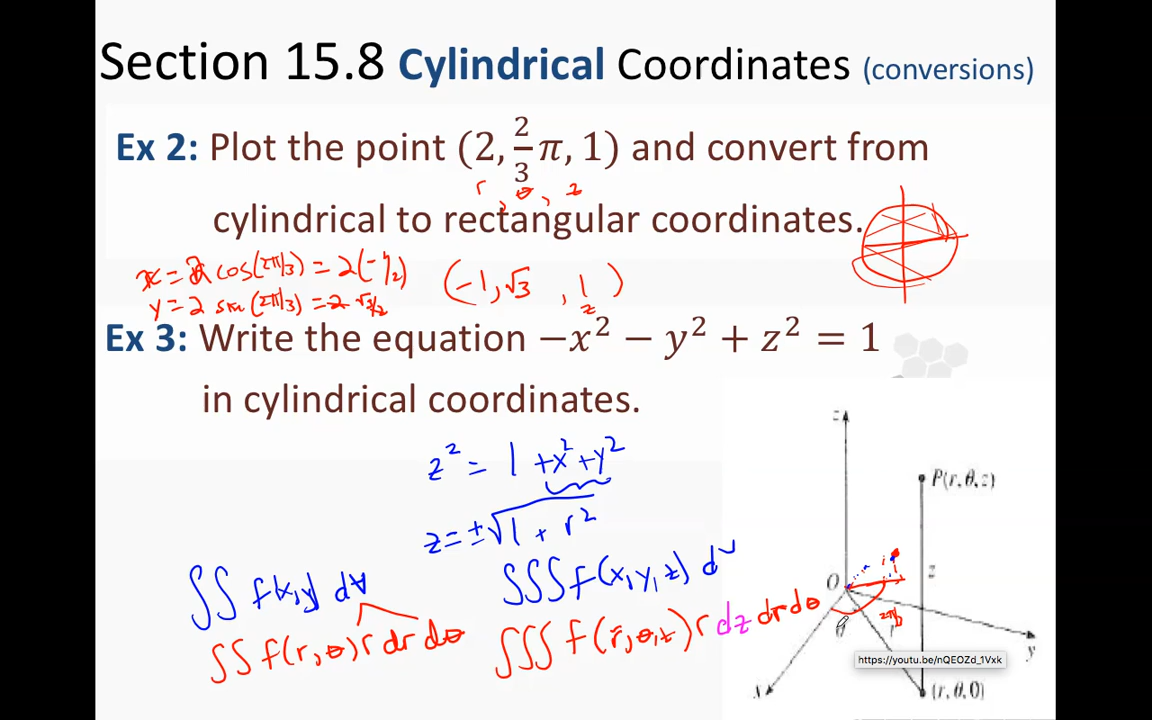 Section 15.8 Cylindrical Coordinates (conversions)
Ex 2: Plot the point (2, 2/3 π, 1) and convert from
r, θ, z
cylindrical to rectangular coordinates.
x = 2 cos(2π/3) = 2(-1/2)
y = 2 sin(2π/3) = 2 √3/2
(-1, √3, 1)
z
Ex 3: Write the equation −x² − y² + z² = 1
in cylindrical coordinates.
z² = 1 + x² + y²
z = ±√(1 + r²)
∫∫ f(x,y) dA
∫∫ f(r, θ) r dr dθ
∫∫∫ f(x, y, z) dV
∫∫∫ f(r, θ, z) r dz dr dθ
z
P(r, θ, z)
O
z
1
θ
r
2π/3
y
x
(r, θ, 0)
https://youtu.be/nQEOZd_1Vxk